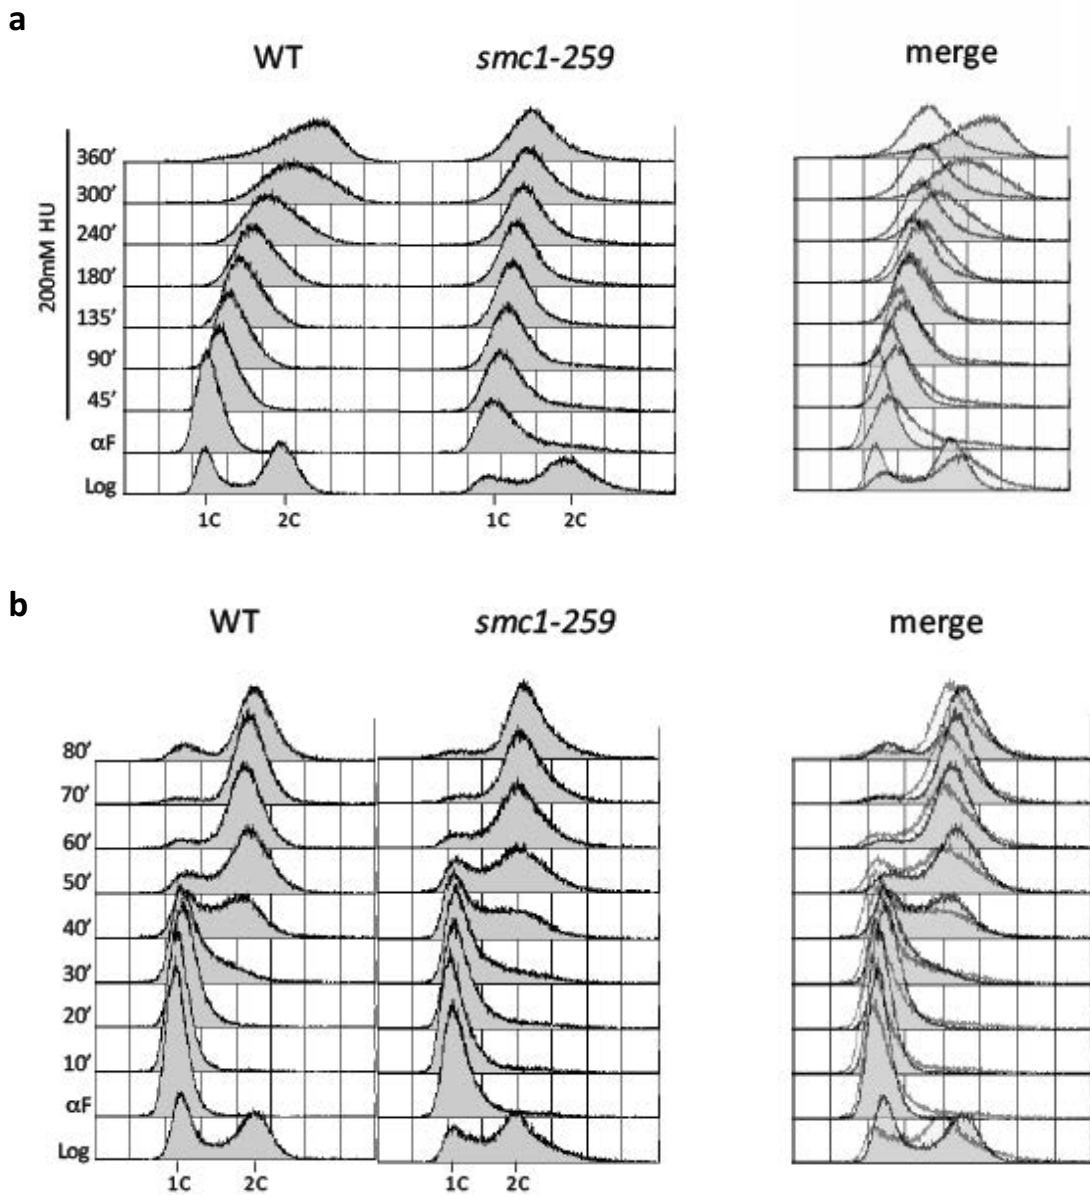 a
WT smc1-259 merge
200mM HU
360′
300′
240′
180′
135′
90′
45′
αF
Log
1C 2C 1C 2C
b
WT smc1-259 merge
80′
70′
60′
50′
40′
30′
20′
10′
αF
Log
1C 2C 1C 2C